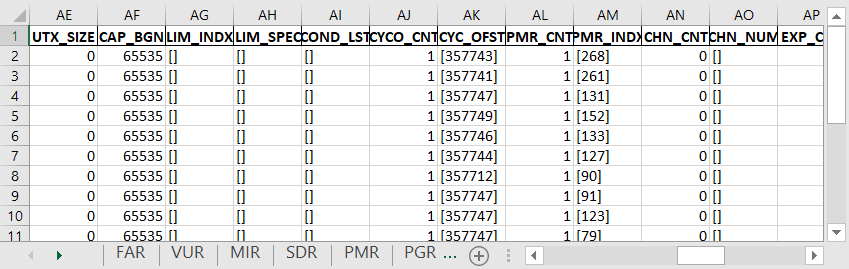 AE AF AG AH AI AJ AK AL AM AN AO AP
1 UTX_SIZE CAP_BGN LIM_INDX LIM_SPEC COND_LST CYCO_CNT CYC_OFST PMR_CNT PMR_INDX CHN_CNT CHN_NUM EXP_C
2 0 65535 [] [] [] 1 [357743] 1 [268] 0 []
3 0 65535 [] [] [] 1 [357741] 1 [261] 0 []
4 0 65535 [] [] [] 1 [357747] 1 [131] 0 []
5 0 65535 [] [] [] 1 [357749] 1 [152] 0 []
6 0 65535 [] [] [] 1 [357746] 1 [133] 0 []
7 0 65535 [] [] [] 1 [357744] 1 [127] 0 []
8 0 65535 [] [] [] 1 [357712] 1 [90] 0 []
9 0 65535 [] [] [] 1 [357747] 1 [91] 0 []
10 0 65535 [] [] [] 1 [357747] 1 [123] 0 []
11 0 65535 [] [] [] 1 [357747] 1 [79] 0 []
FAR VUR MIR SDR PMR PGR ...